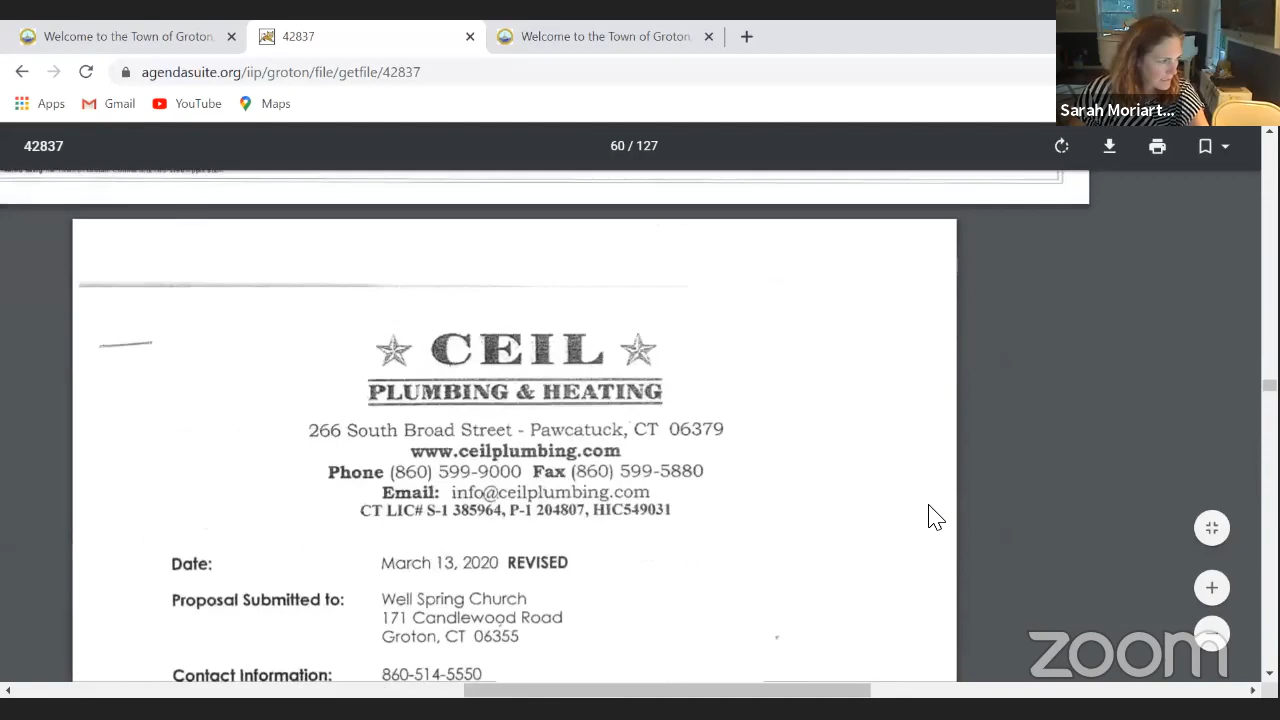 Welcome to the Town of Groton,
42837
Welcome to the Town of Groton,
agendasuite.org/iip/groton/file/getfile/42837
Apps
Gmail
YouTube
Maps
Sarah Moriart...
42837
60 / 127
CEIL
PLUMBING & HEATING
266 South Broad Street - Pawcatuck, CT 06379
www.ceilplumbing.com
Phone (860) 599-9000 Fax (860) 599-5880
Email: info@ceilplumbing.com
CT LIC# S-1 385964, P-1 204807, HIC549031
Date: March 13, 2020 REVISED
Proposal Submitted to: Well Spring Church
171 Candlewood Road
Groton, CT 06355
Contact Information: 860-514-5550
zoom